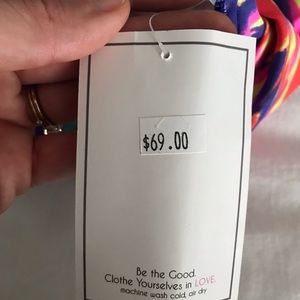 $69.00
Be the Good.
Clothe Yourselves in LOVE.
machine wash cold, air dry